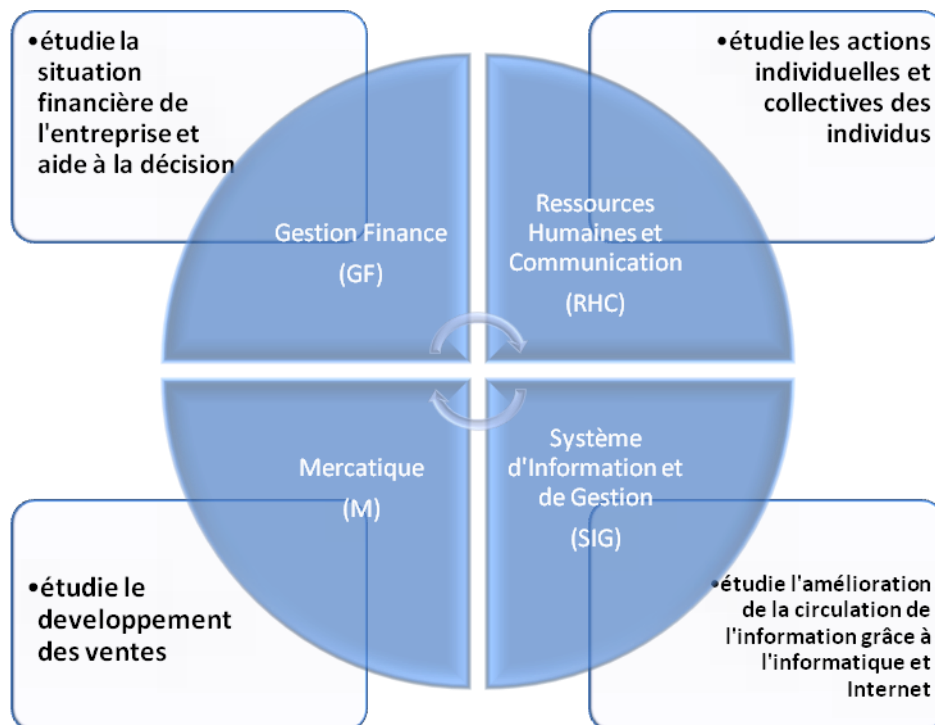 •étudie la
situation
financière de
l'entreprise et
aide à la décision
•étudie les actions
individuelles et
collectives des
individus
Gestion Finance
(GF)
Ressources
Humaines et
Communication
(RHC)
Mercatique
(M)
Système
d'Information et
de Gestion
(SIG)
•étudie le
developpement
des ventes
•étudie l'amélioration
de la circulation de
l'information grâce à
l'informatique et
Internet